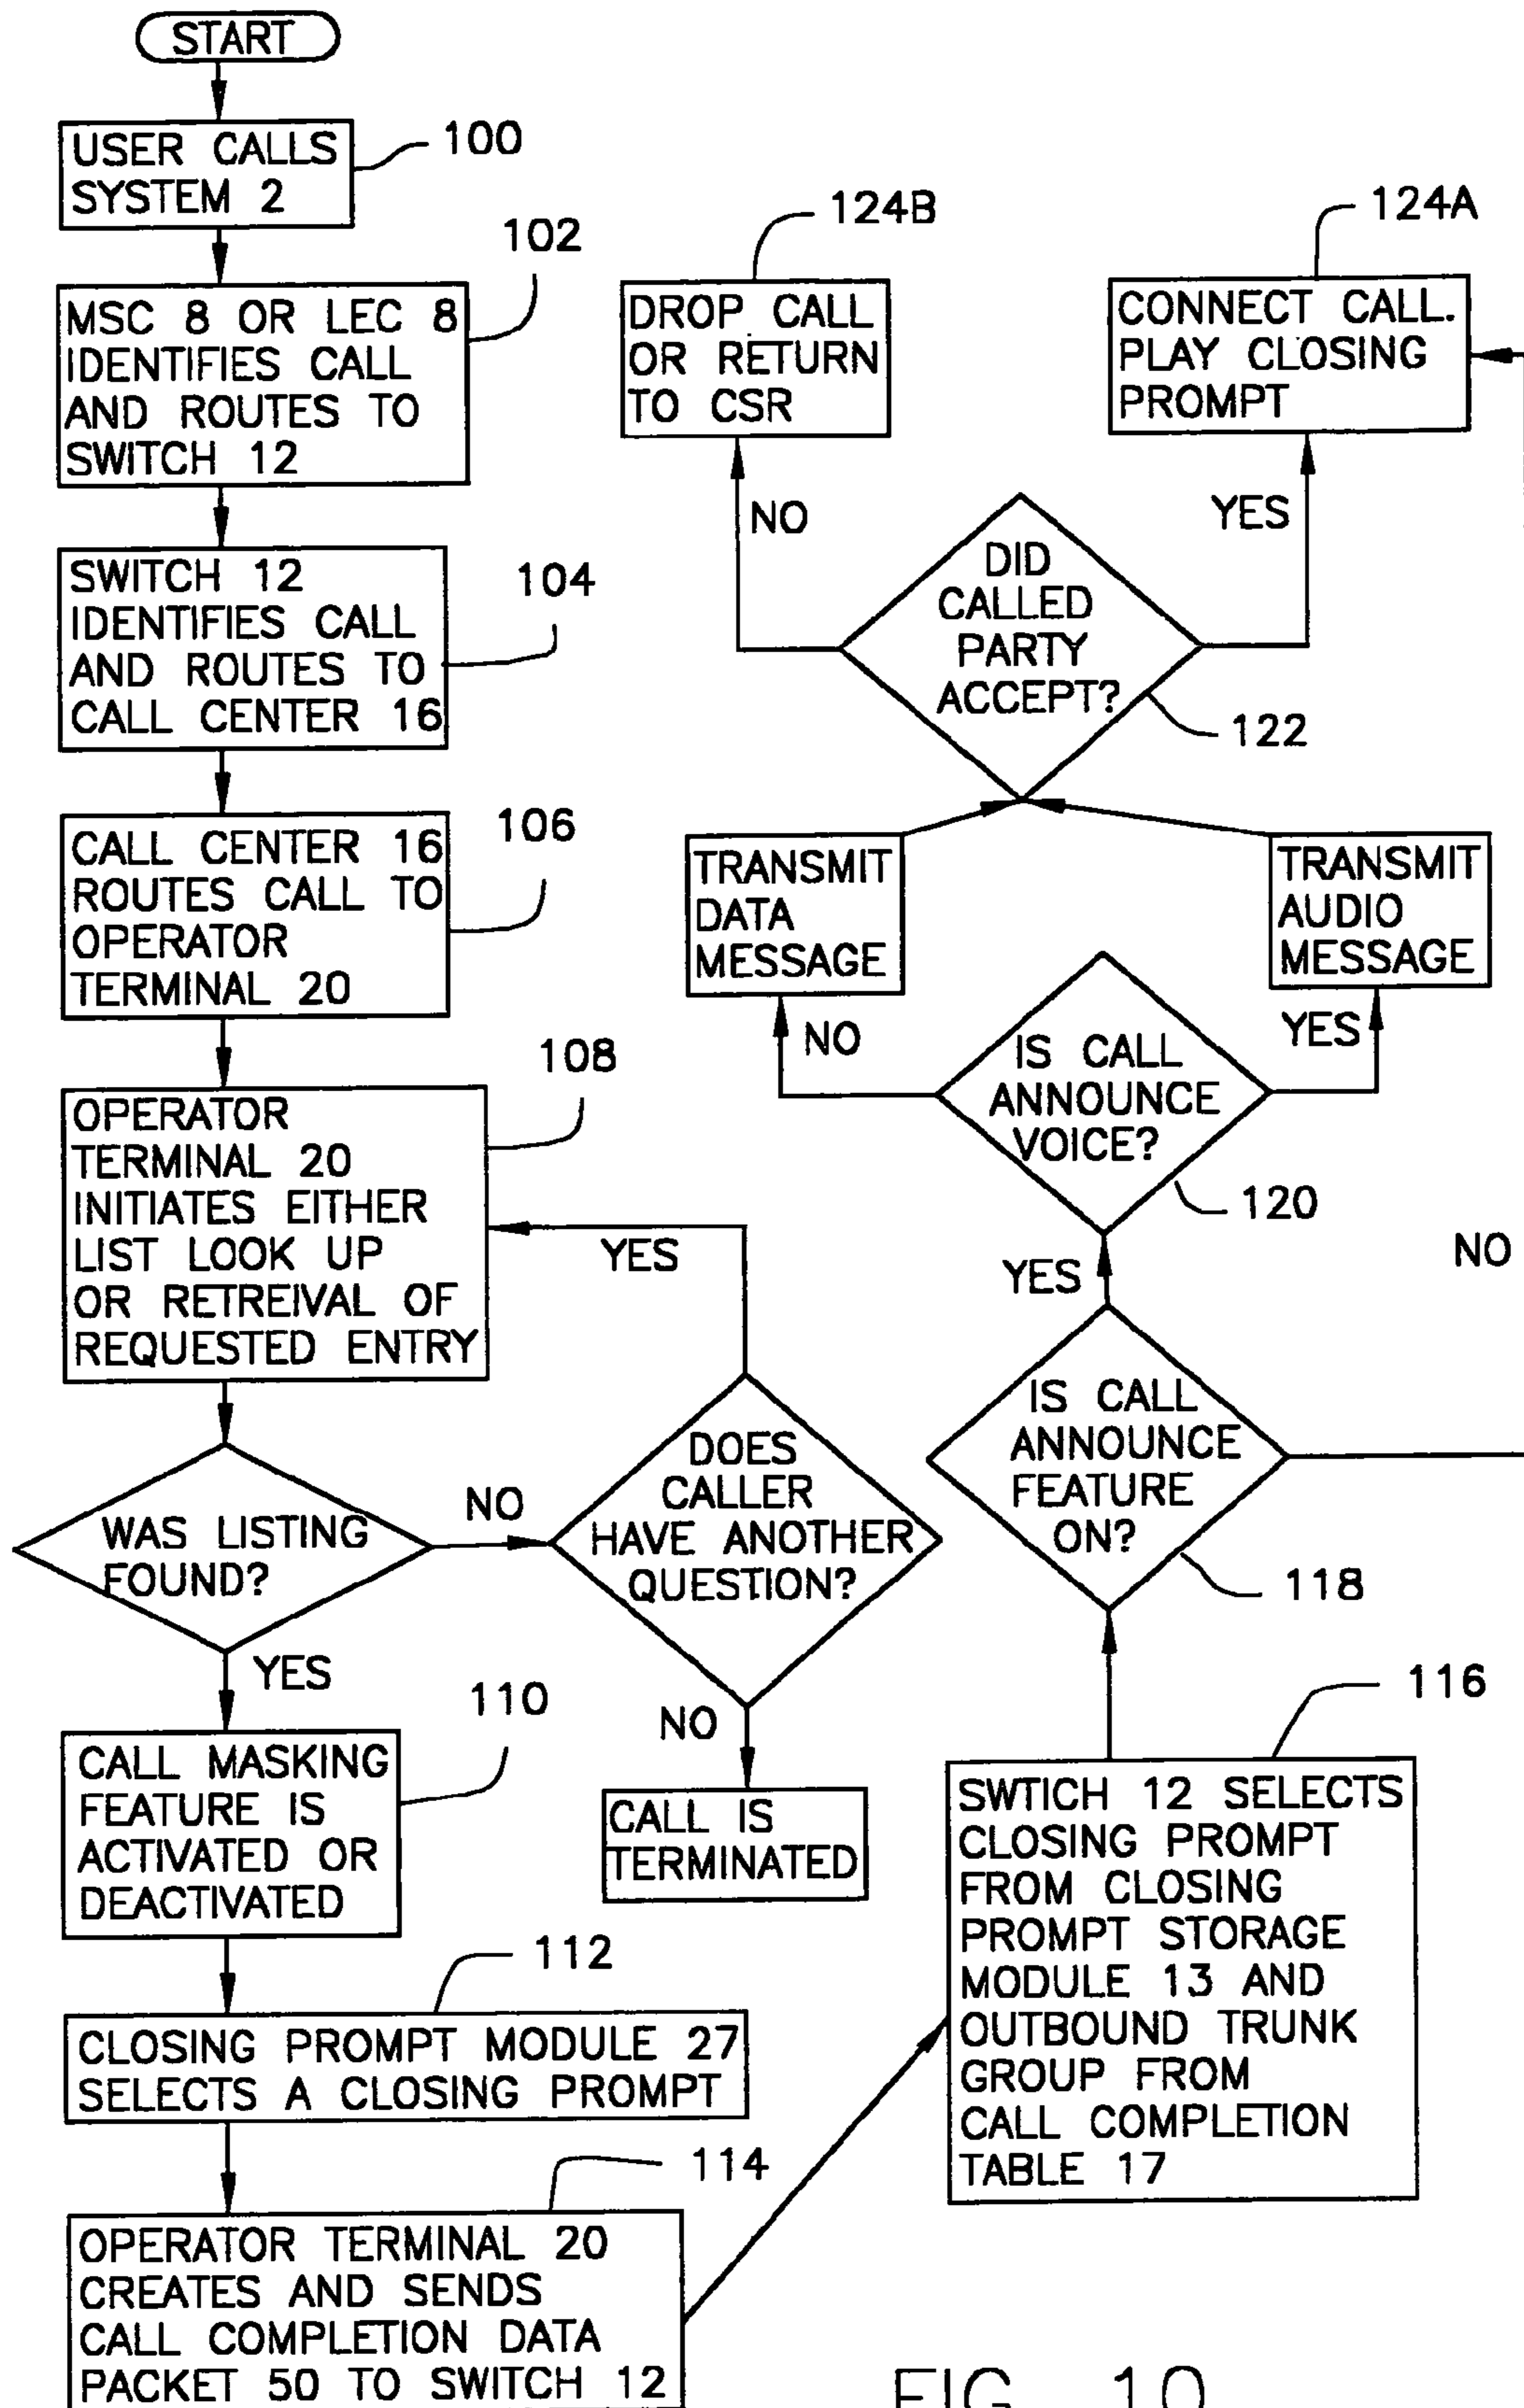 START
USER CALLS
SYSTEM 2
100
MSC 8 OR LEC 8
IDENTIFIES CALL
AND ROUTES TO
SWITCH 12
102
SWITCH 12
IDENTIFIES CALL
AND ROUTES TO
CALL CENTER 16
104
CALL CENTER 16
ROUTES CALL TO
OPERATOR
TERMINAL 20
106
OPERATOR
TERMINAL 20
INITIATES EITHER
LIST LOOK UP
OR RETREIVAL OF
REQUESTED ENTRY
108
WAS LISTING
FOUND?
NO
DOES
CALLER
HAVE ANOTHER
QUESTION?
YES
NO
CALL IS
TERMINATED
YES
CALL MASKING
FEATURE IS
ACTIVATED OR
DEACTIVATED
110
CLOSING PROMPT MODULE 27
SELECTS A CLOSING PROMPT
112
OPERATOR TERMINAL 20
CREATES AND SENDS
CALL COMPLETION DATA
PACKET 50 TO SWITCH 12
114
SWTICH 12 SELECTS
CLOSING PROMPT
FROM CLOSING
PROMPT STORAGE
MODULE 13 AND
OUTBOUND TRUNK
GROUP FROM
CALL COMPLETION
TABLE 17
116
IS CALL
ANNOUNCE
FEATURE
ON?
118
NO
YES
IS CALL
ANNOUNCE
VOICE?
120
NO
YES
TRANSMIT
DATA
MESSAGE
TRANSMIT
AUDIO
MESSAGE
DID
CALLED
PARTY
ACCEPT?
122
NO
YES
DROP CALL
OR RETURN
TO CSR
124B
CONNECT CALL.
PLAY CLOSING
PROMPT
124A
FIG. 10